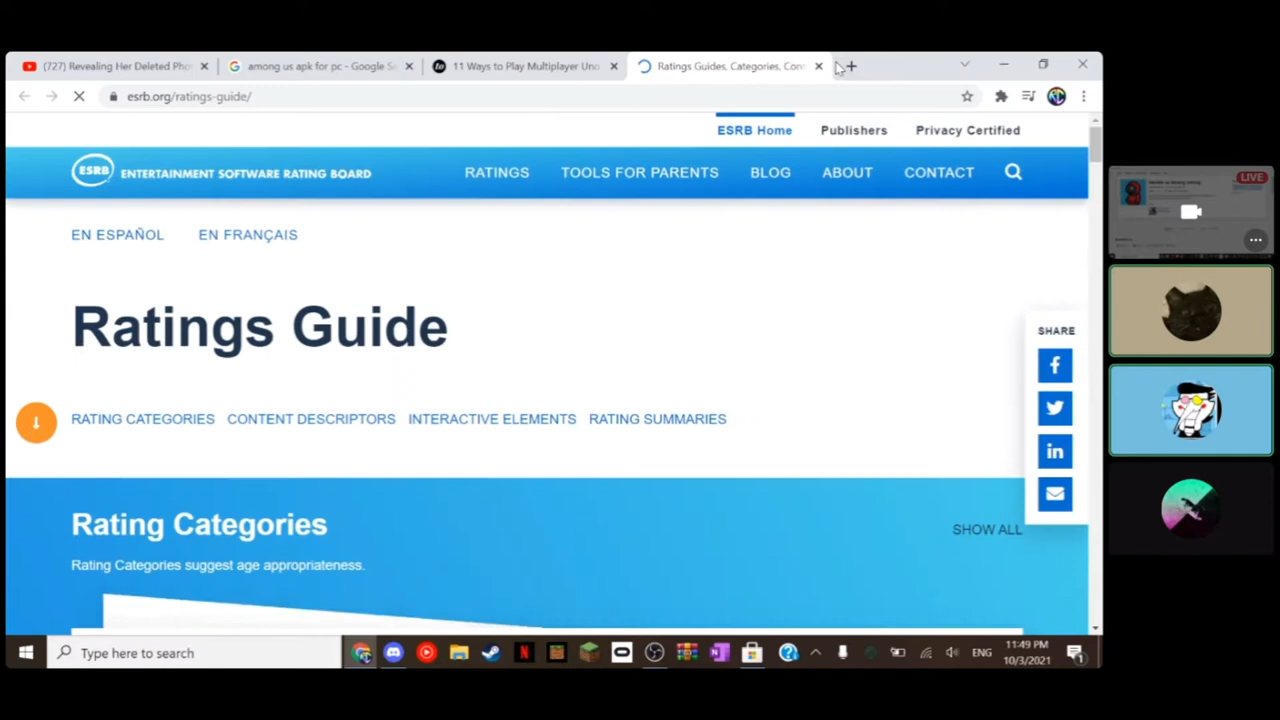 (727) Revealing Her Deleted Pho
among us apk for pc - Google Se
11 Ways to Play Multiplayer Uno
Ratings Guides, Categories, Con
esrb.org/ratings-guide/
ESRB Home
Publishers
Privacy Certified
ESRB ENTERTAINMENT SOFTWARE RATING BOARD
RATINGS
TOOLS FOR PARENTS
BLOG
ABOUT
CONTACT
EN ESPAÑOL
EN FRANÇAIS
Ratings Guide
SHARE
RATING CATEGORIES
CONTENT DESCRIPTORS
INTERACTIVE ELEMENTS
RATING SUMMARIES
Rating Categories
SHOW ALL
Rating Categories suggest age appropriateness.
LIVE
Type here to search
ENG
11:49 PM
10/3/2021
1